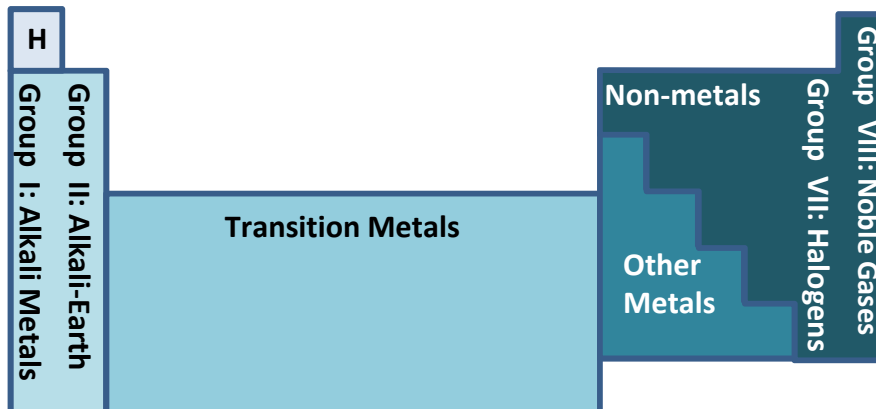 H
Group I: Alkali Metals
Group II: Alkali-Earth
Transition Metals
Non-metals
Other
Metals
Group VII: Halogens
Group VIII: Noble Gases